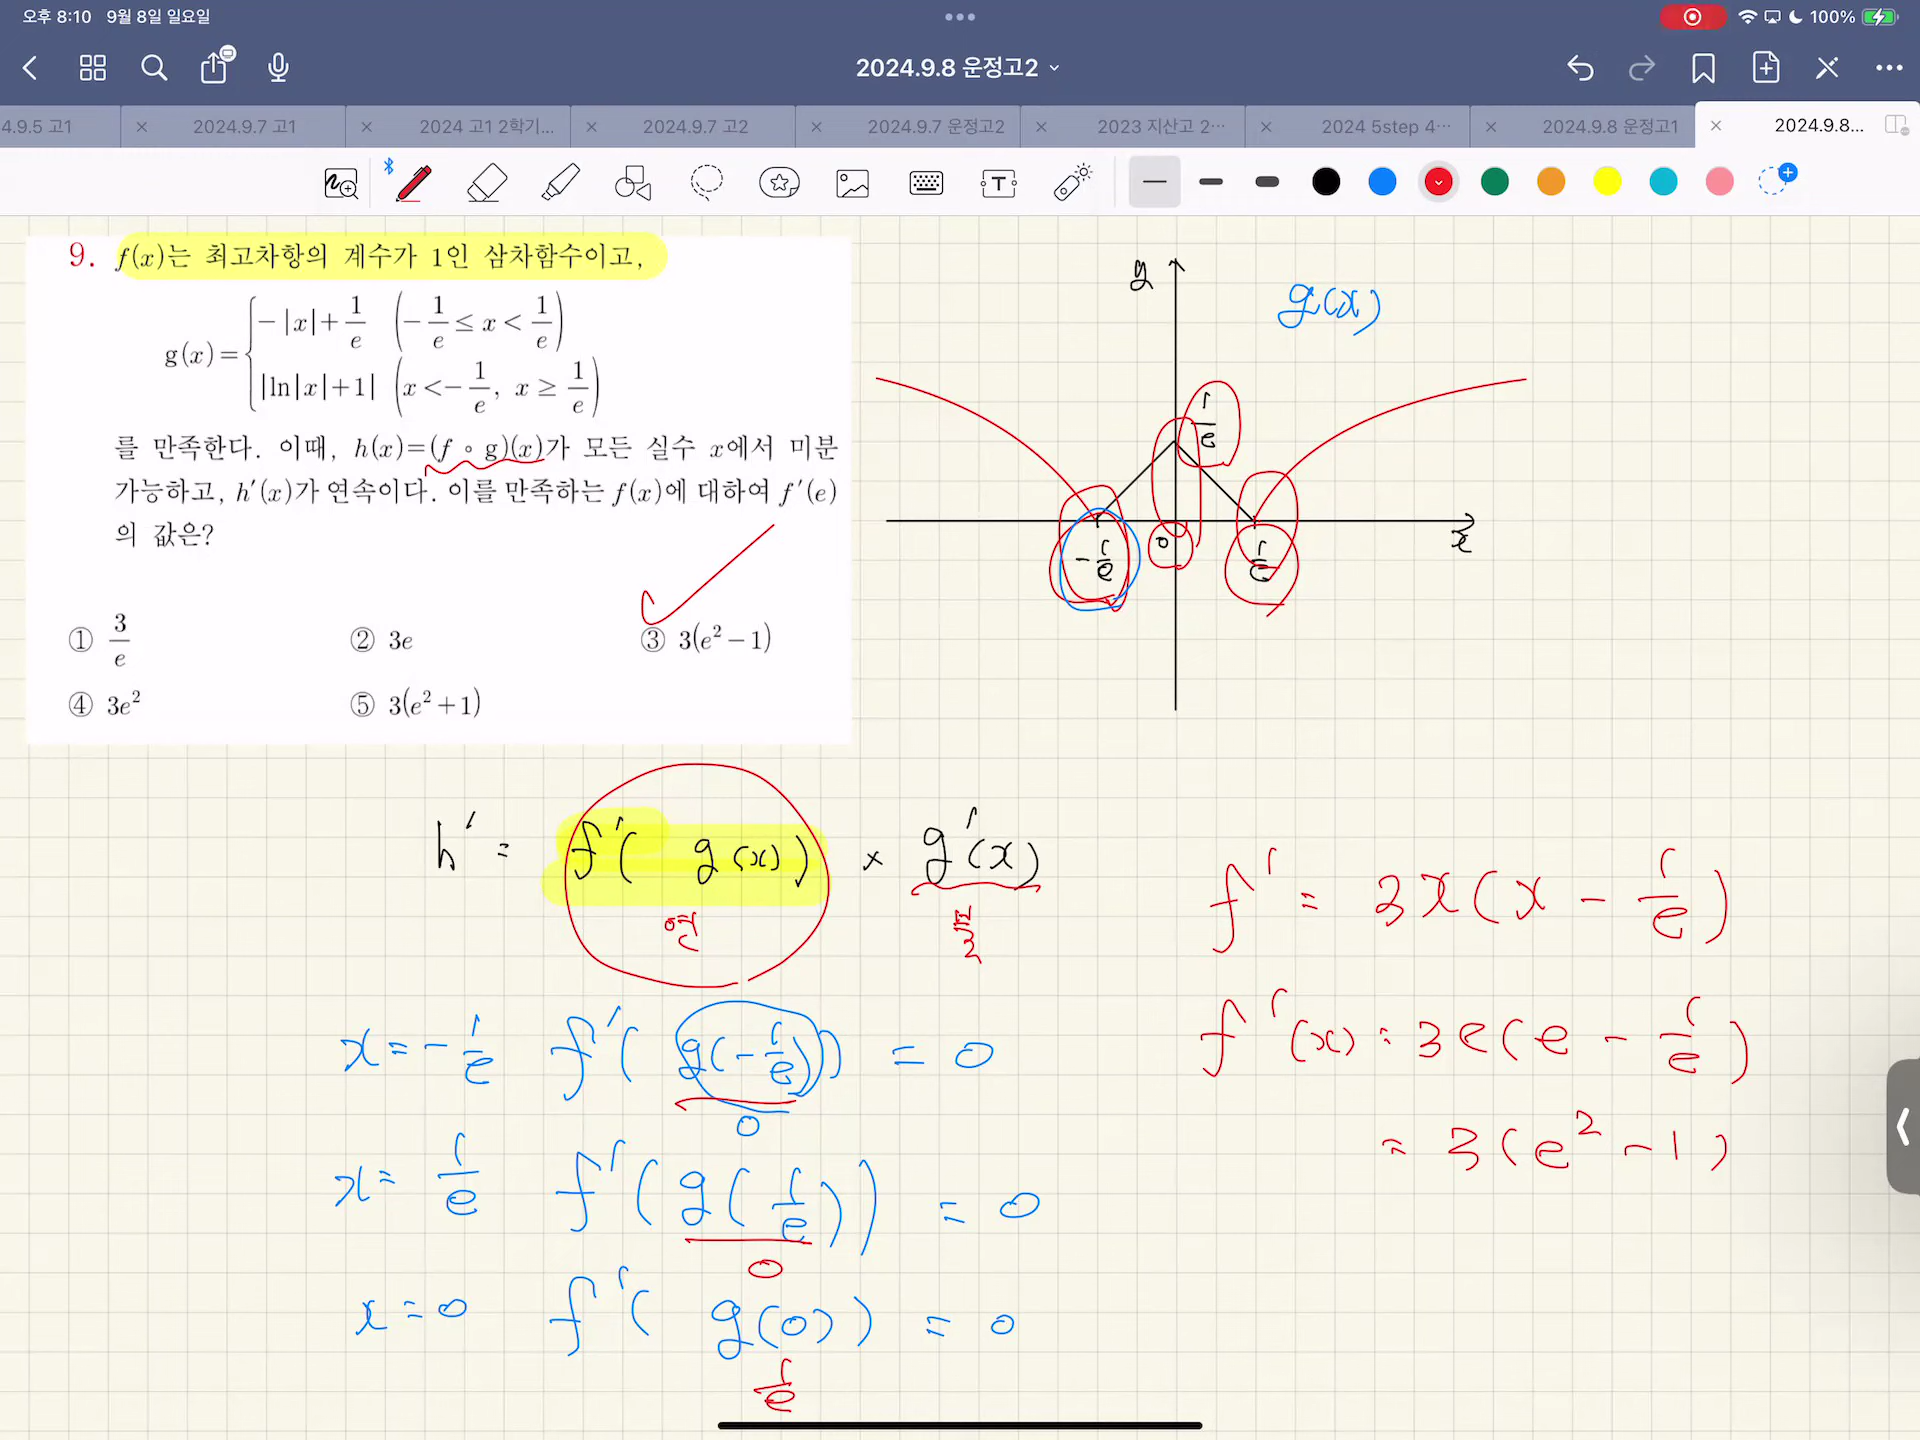 오후 8:10 9월 8일 일요일
100%
2024.9.8 운정고2
4.9.5 고1
2024.9.7 고1
2024 고1 2학기...
2024.9.7 고2
2024.9.7 운정고2
2023 지산고 2...
2024 5step 4...
2024.9.8 운정고1
2024.9.8...
9. f(x)는 최고차항의 계수가 1인 삼차함수이고,
g(x) = { -|x| + 1/e (-1/e ≤ x < 1/e)
|ln|x|+1| (x < -1/e, x ≥ 1/e)
를 만족한다. 이때, h(x)=(f∘g)(x)가 모든 실수 x에서 미분
가능하고, h′(x)가 연속이다. 이를 만족하는 f(x)에 대하여 f′(e)
의 값은?
① 3/e ② 3e ③ 3(e²-1)
④ 3e² ⑤ 3(e²+1)
y
g(x)
1/e
-1/e 0 1/e x
h′ = f′( g(x)) × g′(x)
연 불
f′ = 3x(x - 1/e)
x = -1/e f′( g(-1/e)) = 0
0
f′(x) = 3e(e - 1/e)
= 3(e² - 1)
x = 1/e f′( g(1/e)) = 0
0
x = 0 f′( g(0)) = 0
1/e